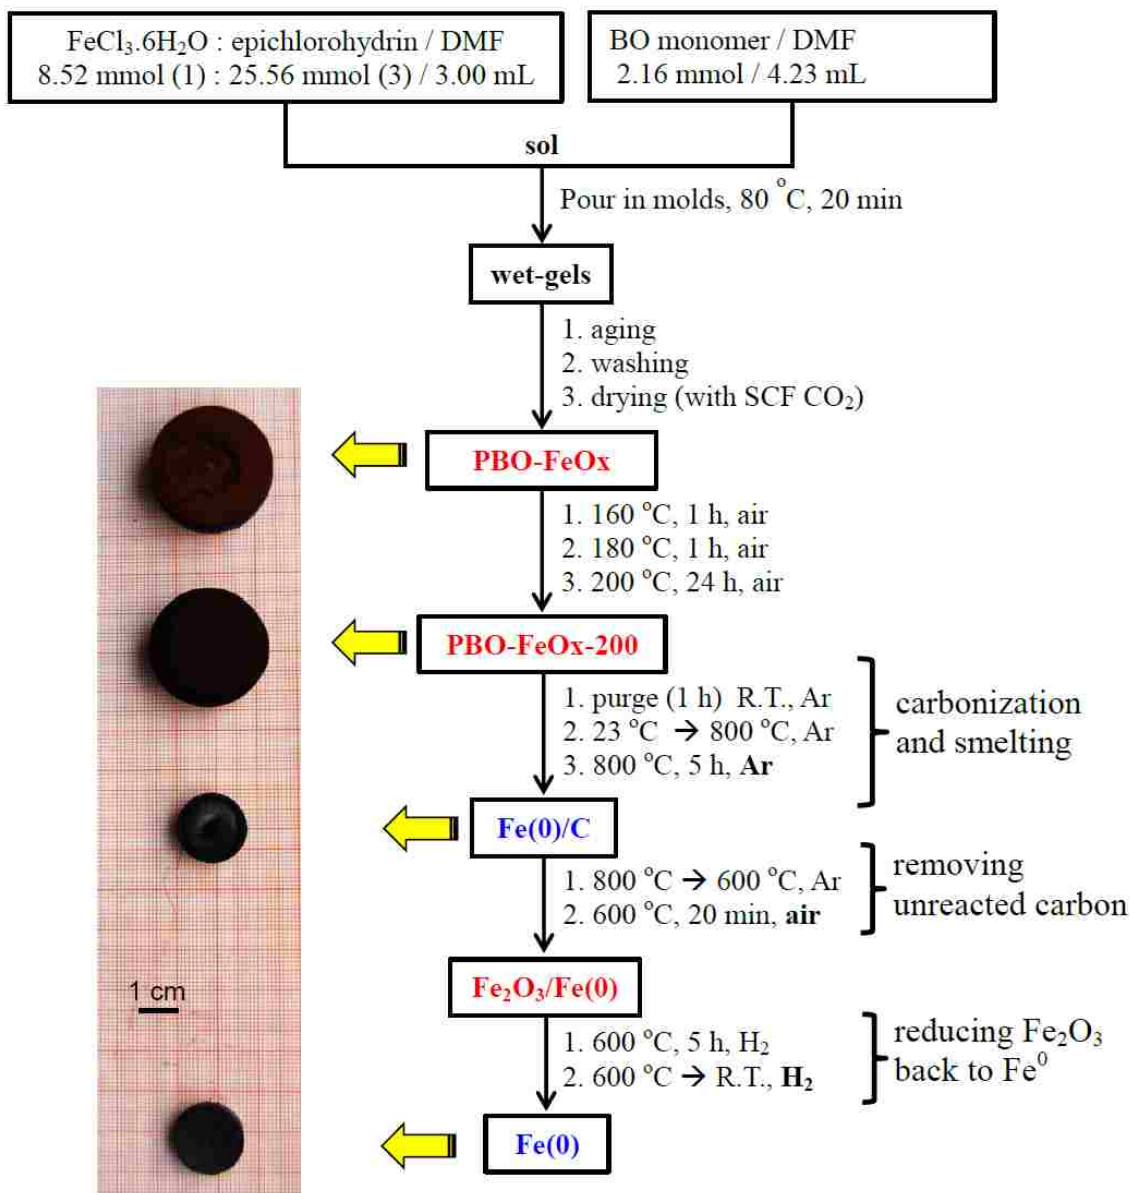 FeCl₃.6H₂O : epichlorohydrin / DMF
8.52 mmol (1) : 25.56 mmol (3) / 3.00 mL
BO monomer / DMF
2.16 mmol / 4.23 mL
sol
Pour in molds, 80 °C, 20 min
wet-gels
1. aging
2. washing
3. drying (with SCF CO₂)
PBO-FeOx
1. 160 °C, 1 h, air
2. 180 °C, 1 h, air
3. 200 °C, 24 h, air
PBO-FeOx-200
1. purge (1 h) R.T., Ar
2. 23 °C → 800 °C, Ar
3. 800 °C, 5 h, Ar
carbonization
and smelting
Fe(0)/C
1. 800 °C → 600 °C, Ar
2. 600 °C, 20 min, air
removing
unreacted carbon
Fe₂O₃/Fe(0)
1 cm
1. 600 °C, 5 h, H₂
2. 600 °C → R.T., H₂
reducing Fe₂O₃
back to Fe⁰
Fe(0)